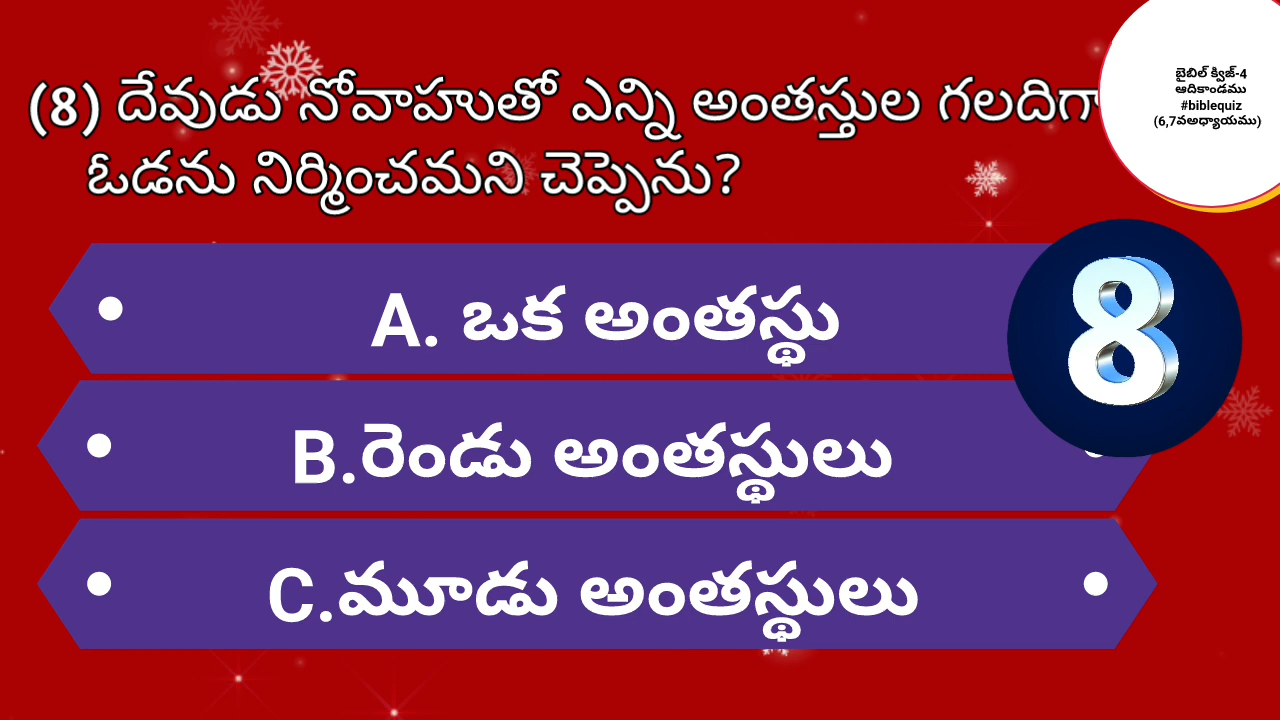 (8) దేవుడు నోవాహుతో ఎన్ని అంతస్తుల గలదిగా
ఓడను నిర్మించమని చెప్పెను?
బైబిల్ క్విజ్-4
ఆదికాండము
#biblequiz
(6,7వఅధ్యాయము)
A. ఒక అంతస్థు
8
B.రెండు అంతస్థులు
C.మూడు అంతస్థులు